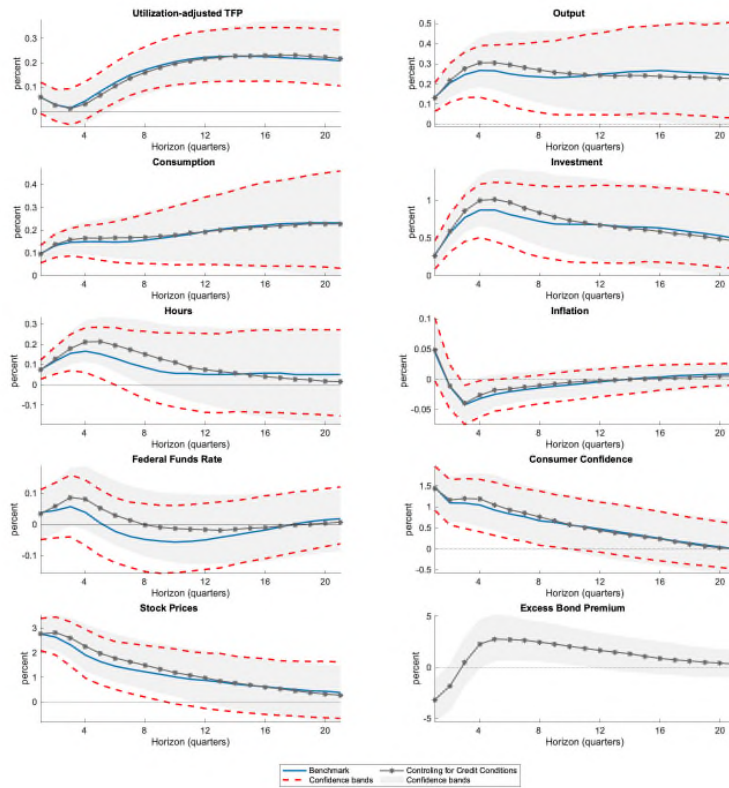 Utilization-adjusted TFP
percent
0.3
0.2
0.1
0
4 8 12 16 20
Horizon (quarters)
Output
percent
0.5
0.4
0.3
0.2
0.1
0
4 8 12 16 20
Horizon (quarters)
Consumption
percent
0.4
0.3
0.2
0.1
0
4 8 12 16 20
Horizon (quarters)
Investment
percent
1
0.5
0
4 8 12 16 20
Horizon (quarters)
Hours
percent
0.3
0.2
0.1
0
-0.1
4 8 12 16 20
Horizon (quarters)
Inflation
percent
0.1
0.05
0
-0.05
4 8 12 16 20
Horizon (quarters)
Federal Funds Rate
percent
0.1
0
-0.1
4 8 12 16 20
Horizon (quarters)
Consumer Confidence
percent
1.5
1
0.5
0
-0.5
4 8 12 16 20
Horizon (quarters)
Stock Prices
percent
3
2
1
0
4 8 12 16 20
Horizon (quarters)
Excess Bond Premium
percent
5
0
-5
4 8 12 16 20
Horizon (quarters)
Benchmark
Controling for Credit Conditions
Confidence bands
Confidence bands